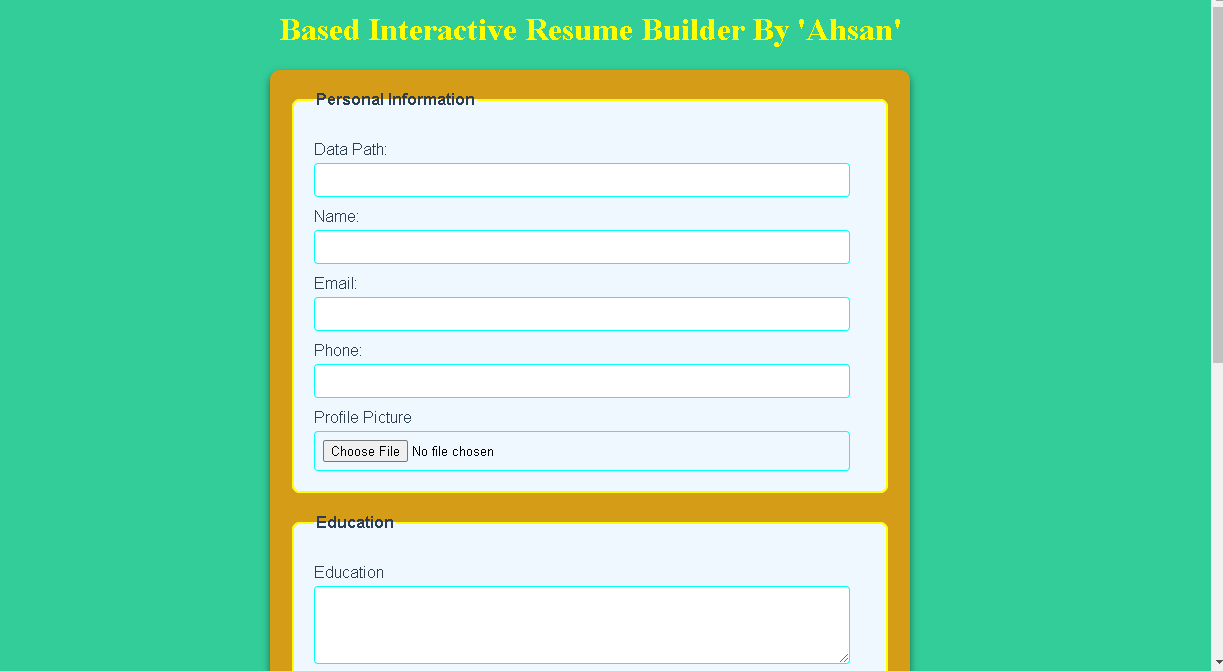 Based Interactive Resume Builder By 'Ahsan'
Personal Information
Data Path:
Name:
Email:
Phone:
Profile Picture
Choose File No file chosen
Education
Education